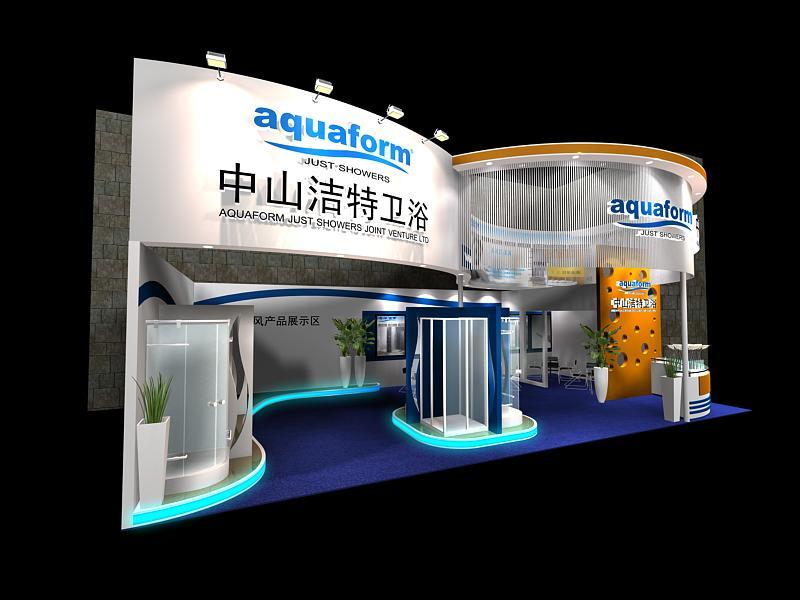 aquaform
JUST SHOWERS
中山洁特卫浴
AQUAFORM JUST SHOWERS JOINT VENTURE LTD
aquaform
JUST SHOWERS
aquaform
中山洁特卫浴
风产品展示区